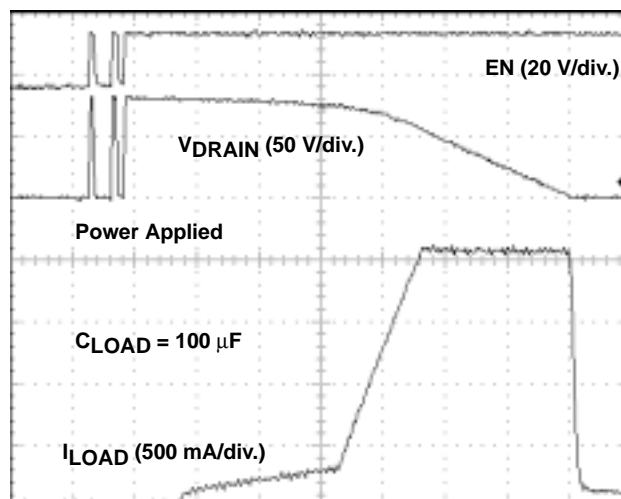 EN (20 V/div.)
VDRAIN (50 V/div.)
Power Applied
CLOAD = 100 μF
ILOAD (500 mA/div.)